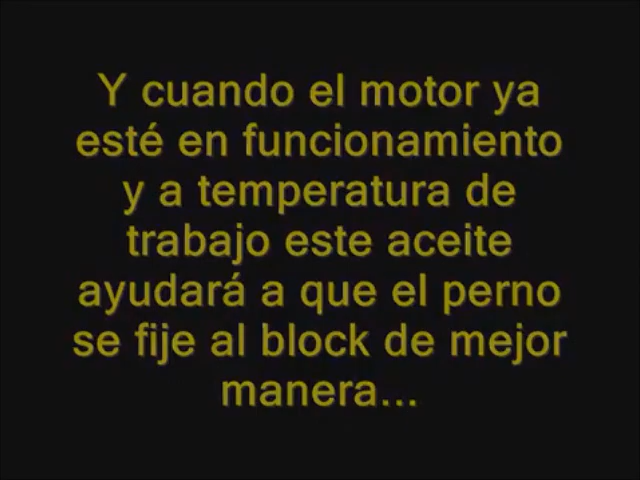 Y cuando el motor ya
esté en funcionamiento
y a temperatura de
trabajo este aceite
ayudará a que el perno
se fije al block de mejor
manera...